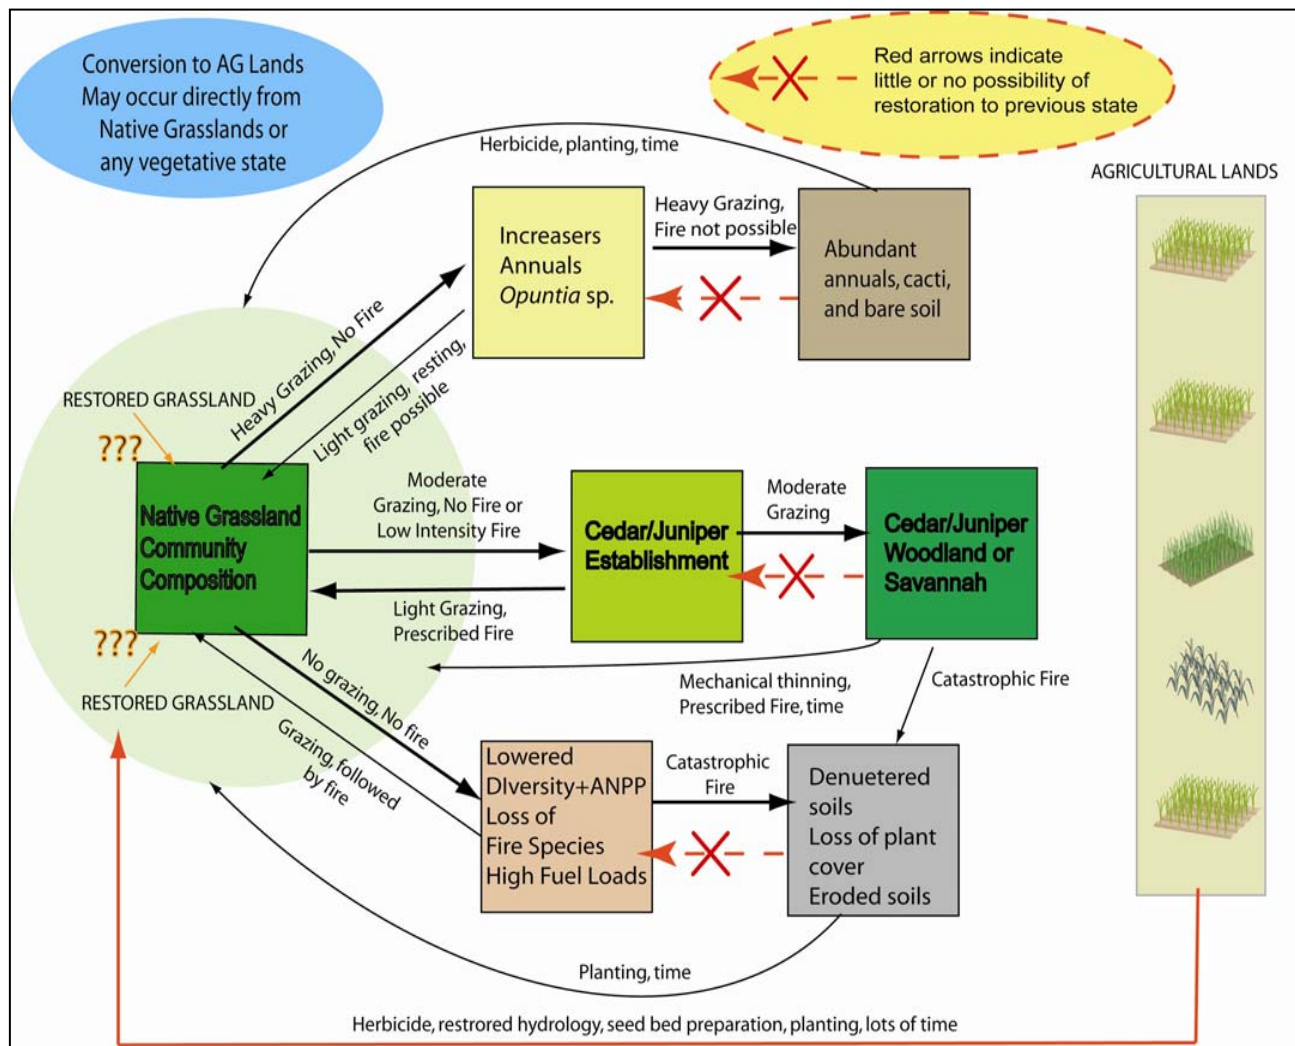 Conversion to AG Lands
May occur directly from
Native Grasslands or
any vegetative state
Red arrows indicate
little or no possibility of
restoration to previous state
Herbicide, planting, time
AGRICULTURAL LANDS
Increasers
Annuals
Opuntia sp.
Heavy Grazing,
Fire not possible
Abundant
annuals, cacti,
and bare soil
Heavy Grazing, No Fire
Light grazing, resting,
fire possible
RESTORED GRASSLAND
???
Native Grassland
Community
Composition
Moderate
Grazing, No Fire or
Low Intensity Fire
Cedar/Juniper
Establishment
Moderate
Grazing
Cedar/Juniper
Woodland or
Savannah
Light Grazing,
Prescribed Fire
???
RESTORED GRASSLAND
No grazing, No fire
Grazing, followed
by fire
Mechanical thinning,
Prescribed Fire, time
Catastrophic Fire
Lowered
DIversity+ANPP
Loss of
Fire Species
High Fuel Loads
Catastrophic
Fire
Denuetered
soils
Loss of plant
cover
Eroded soils
Planting, time
Herbicide, restrored hydrology, seed bed preparation, planting, lots of time